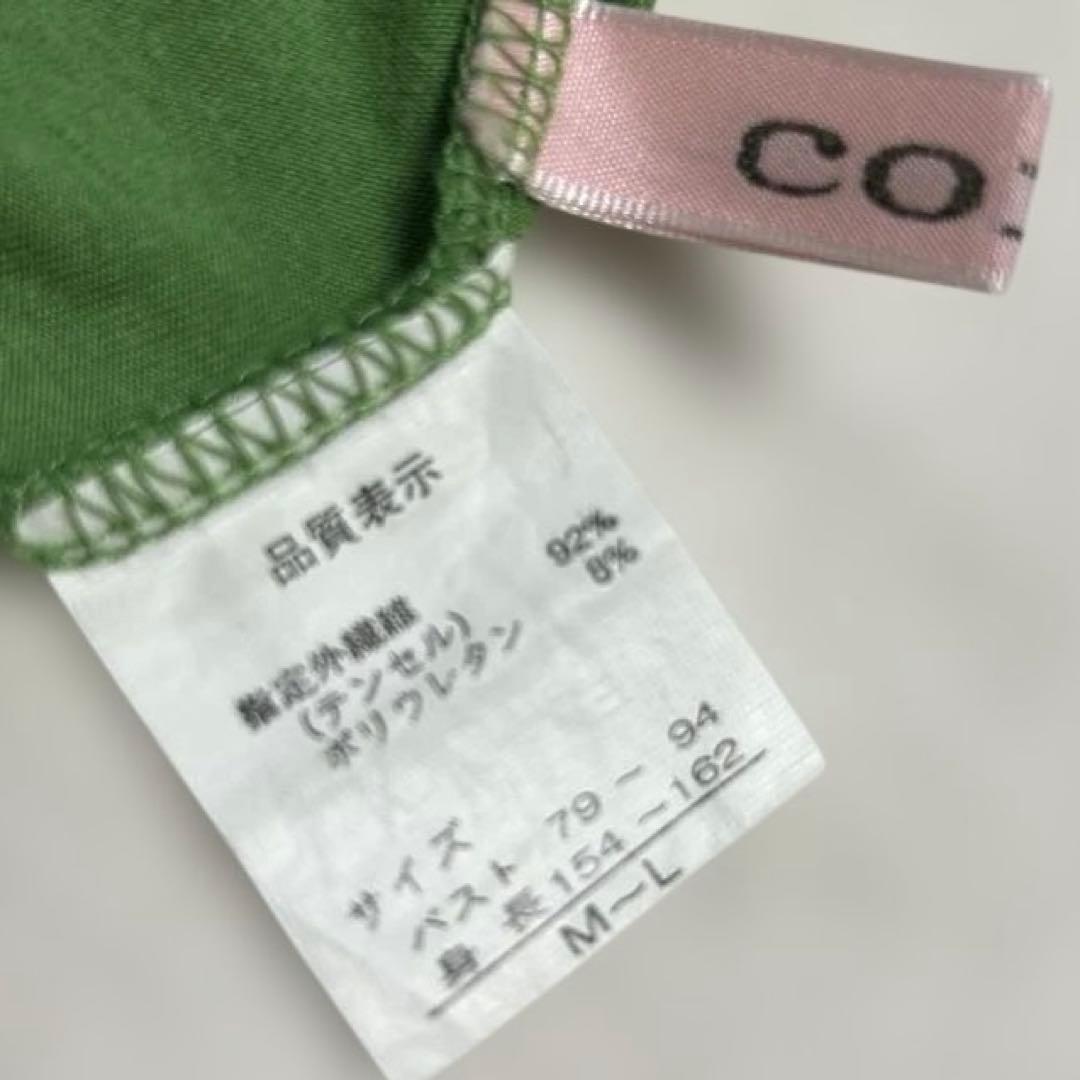 CO
品質表示
指定外繊維 92%
(テンセル)
ポリウレタン 8%
サイズ
バスト 79 ~ 94
身長 154 ~ 162
M~L